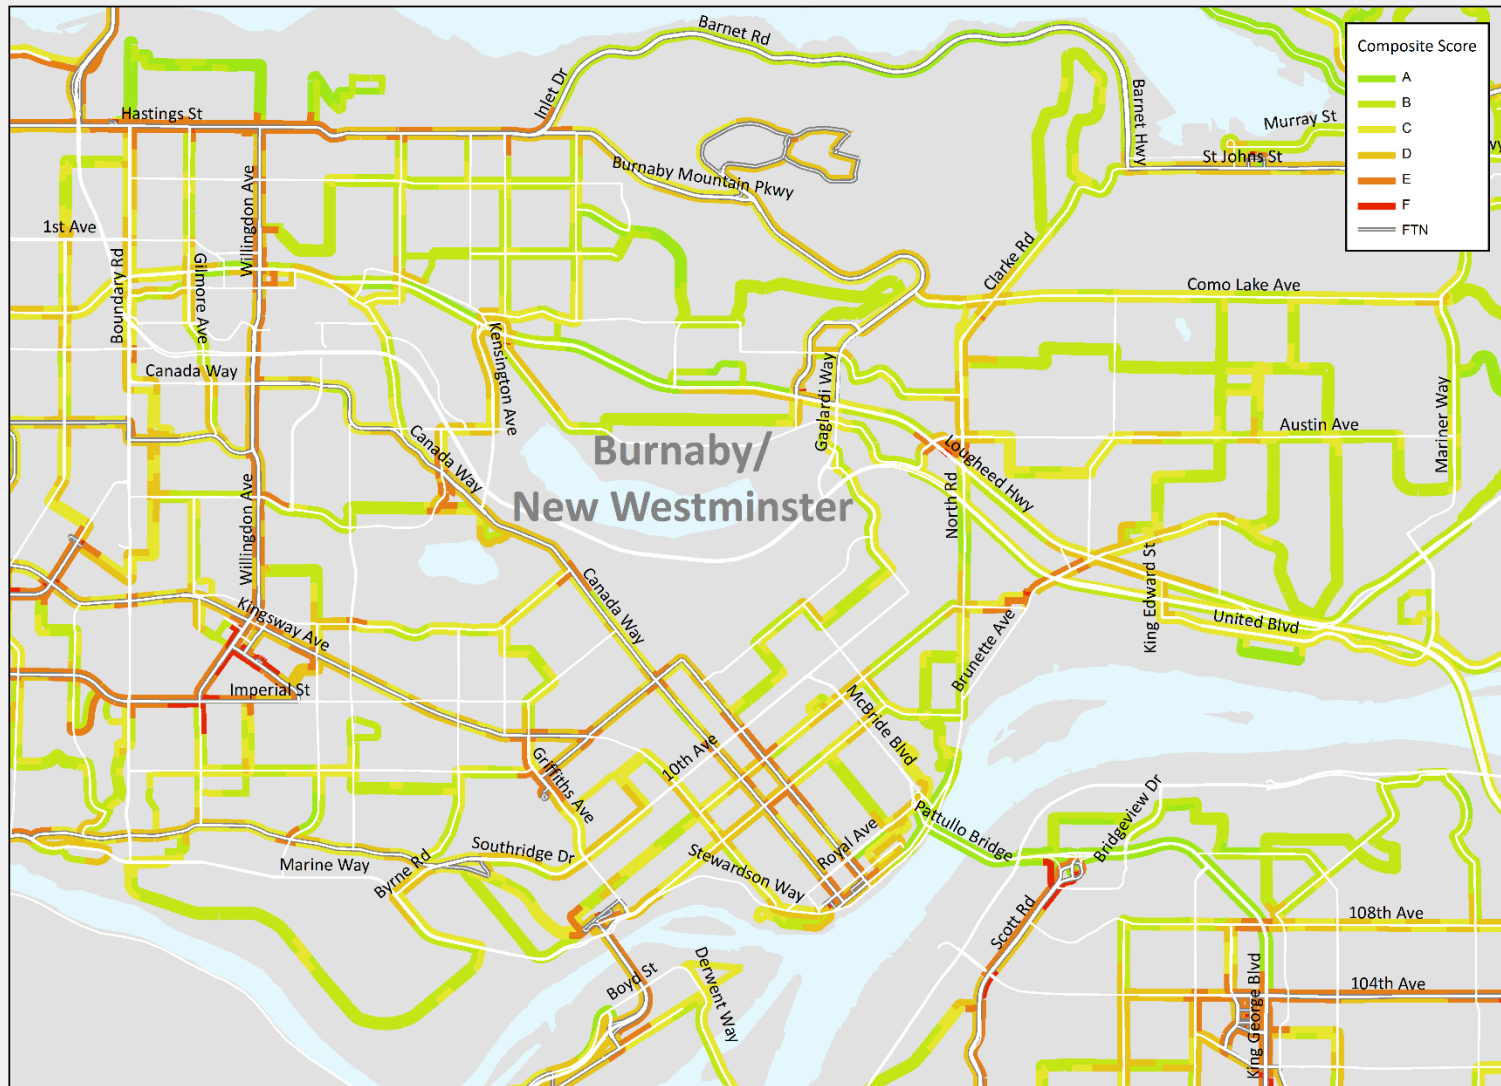 Barnet Rd
Composite Score
A
B
C
D
E
F
FTN
Inlet Dr
Barnet Hwy
Hastings St
Murray St
St Johns St
Burnaby Mountain Pkwy
Willingdon Ave
1st Ave
Boundary Rd
Gilmore Ave
Clarke Rd
Como Lake Ave
Kensington Ave
Canada Way
Gaglardi Way
Mariner Way
Austin Ave
Canada Way
Burnaby/
New Westminster
Lougheed Hwy
North Rd
Willingdon Ave
King Edward St
Canada Way
Kingsway Ave
United Blvd
Brunette Ave
Imperial St
McBride Blvd
10th Ave
Griffiths Ave
Pattullo Bridge
Bridgeview Dr
Royal Ave
Southridge Dr
Stewardson Way
Marine Way
Byrne Rd
Scott Rd
108th Ave
Boyd St
Derwent Way
104th Ave
King George Blvd